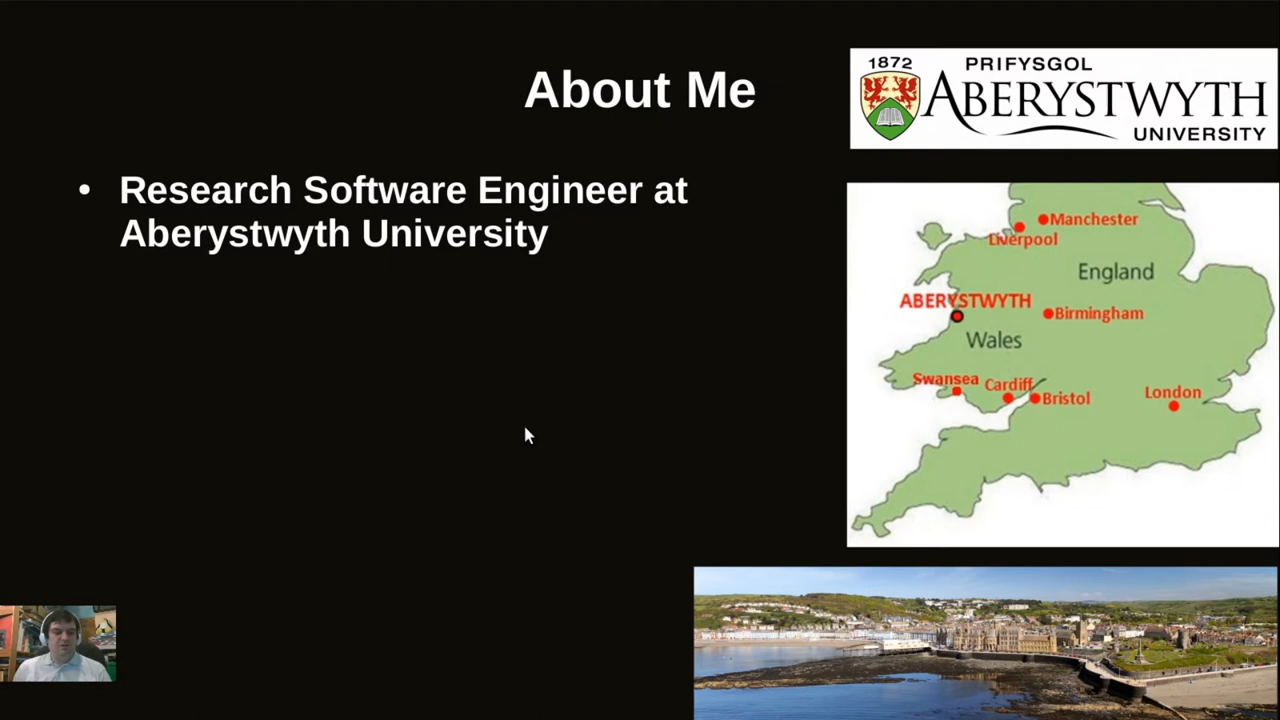 About Me
• Research Software Engineer at
Aberystwyth University
1872
PRIFYSGOL
ABERYSTWYTH
UNIVERSITY
Manchester
Liverpool
England
ABERYSTWYTH
Birmingham
Wales
Swansea
Cardiff
Bristol
London